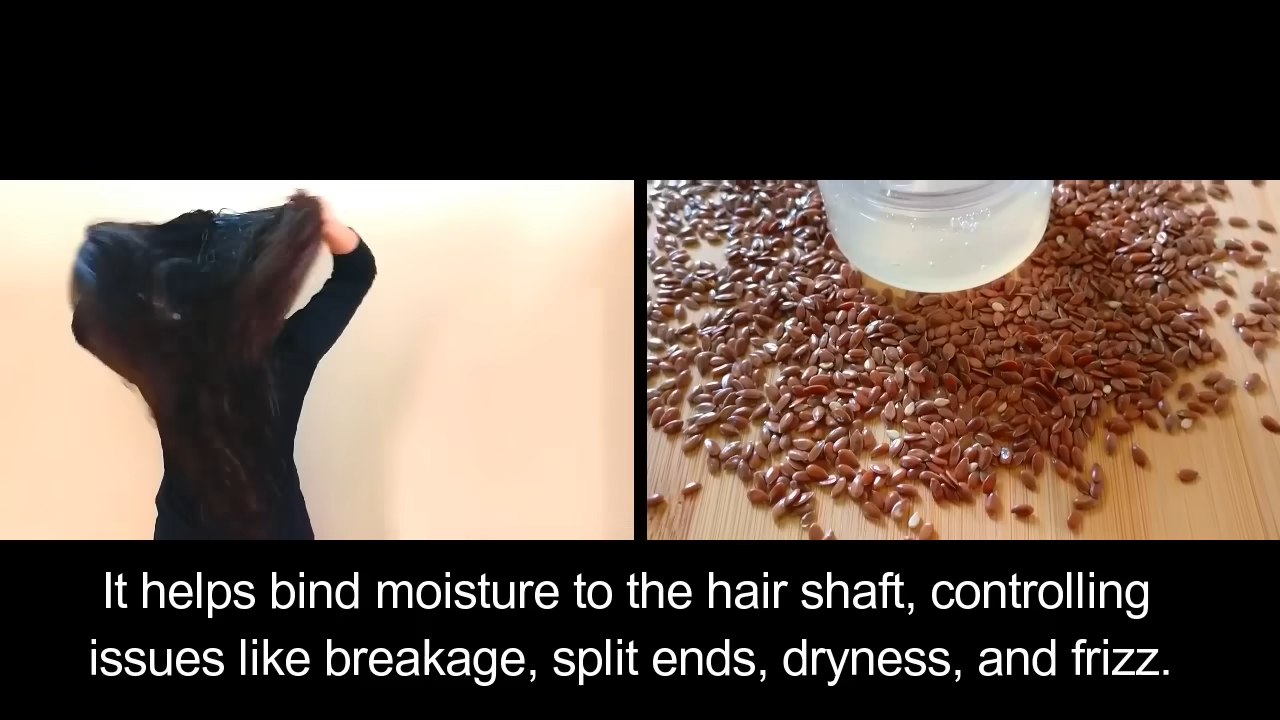 It helps bind moisture to the hair shaft, controlling
issues like breakage, split ends, dryness, and frizz.